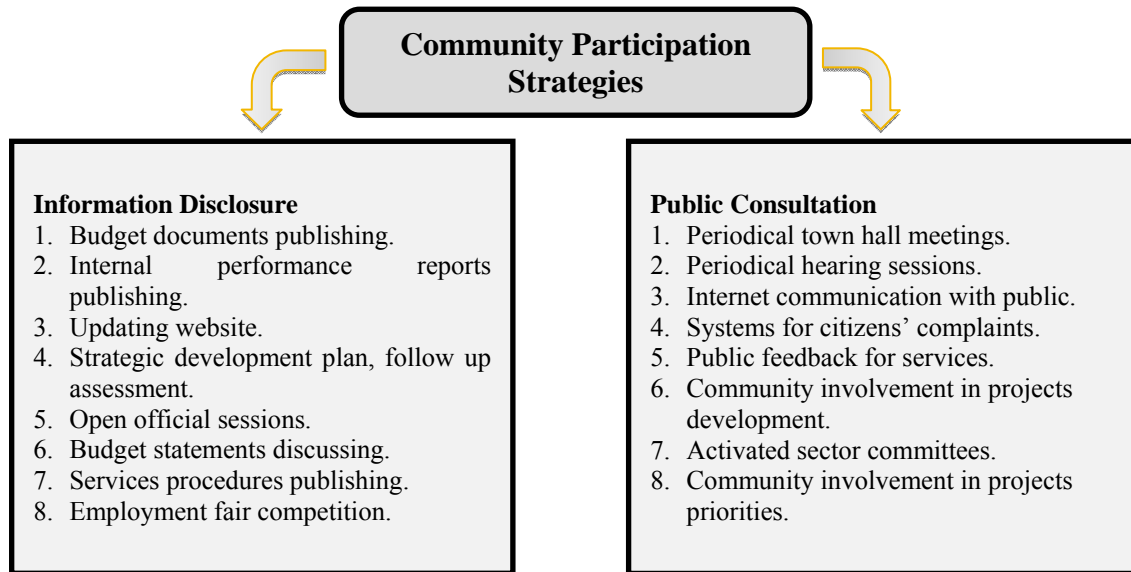 Community Participation
Strategies
Information Disclosure
1. Budget documents publishing.
2. Internal performance reports
publishing.
3. Updating website.
4. Strategic development plan, follow up
assessment.
5. Open official sessions.
6. Budget statements discussing.
7. Services procedures publishing.
8. Employment fair competition.
Public Consultation
1. Periodical town hall meetings.
2. Periodical hearing sessions.
3. Internet communication with public.
4. Systems for citizens’ complaints.
5. Public feedback for services.
6. Community involvement in projects
development.
7. Activated sector committees.
8. Community involvement in projects
priorities.